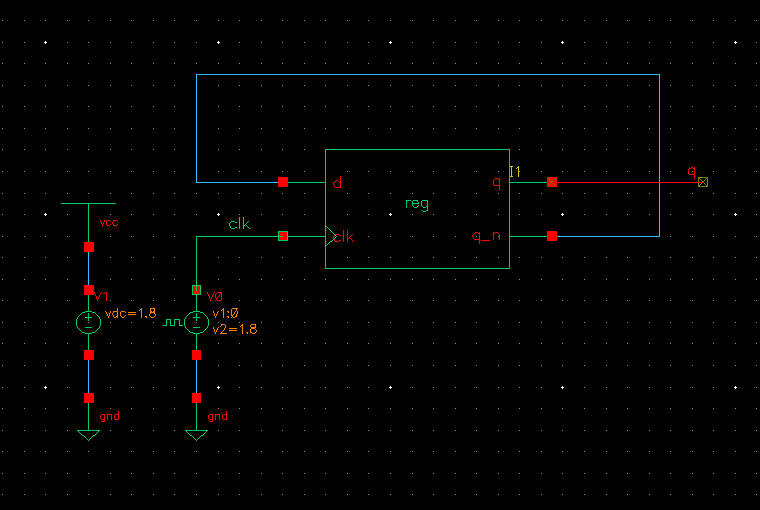 I1
d
q
q
reg
vcc
clk
clk
q_n
V1
vdc=1.8
V0
v1:0
v2=1.8
gnd
gnd